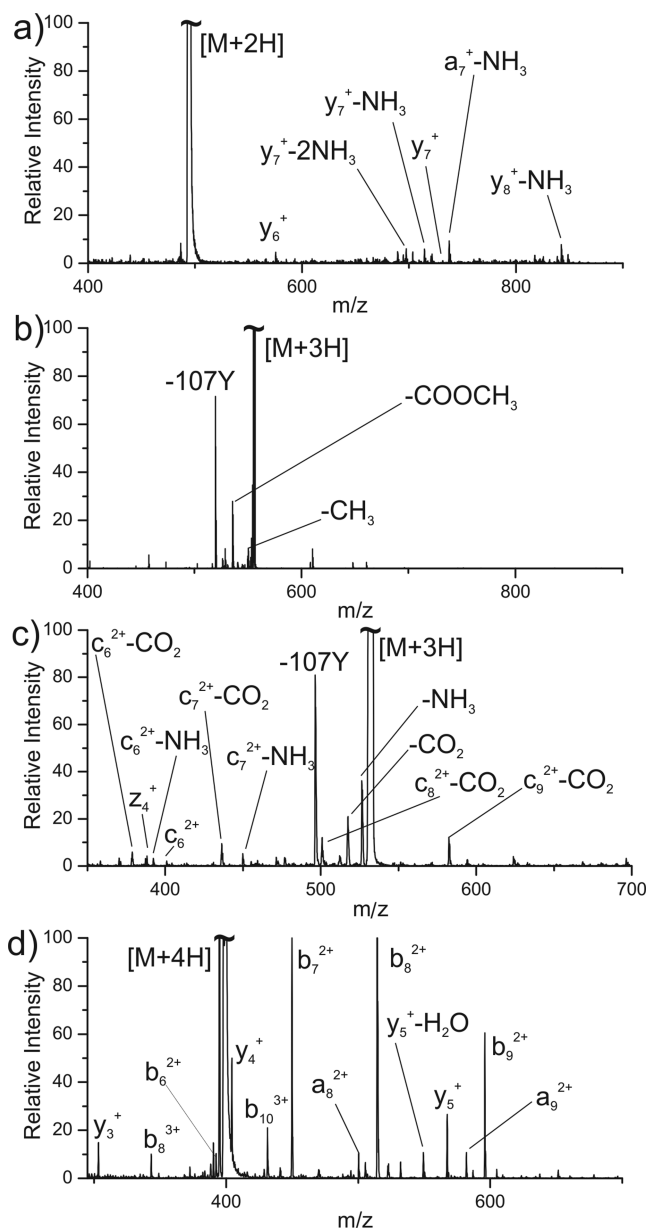 a)
Relative Intensity
100
80
60
40
20
0
400
600
800
m/z
[M+2H]
y₆⁺
y₇⁺-2NH₃
y₇⁺-NH₃
y₇⁺
a₇⁺-NH₃
y₈⁺-NH₃
b)
Relative Intensity
100
80
60
40
20
0
400
600
800
m/z
-107Y
[M+3H]
-COOCH₃
-CH₃
c)
Relative Intensity
100
80
60
40
20
0
400
500
600
700
m/z
c₆²⁺-CO₂
z₄⁺
c₆²⁺-NH₃
c₆²⁺
c₇²⁺-CO₂
c₇²⁺-NH₃
-107Y
[M+3H]
-NH₃
-CO₂
c₈²⁺-CO₂
c₉²⁺-CO₂
d)
Relative Intensity
100
80
60
40
20
0
400
600
m/z
[M+4H]
y₃⁺
b₈³⁺
b₆²⁺
y₄⁺
b₁₀³⁺
b₇²⁺
a₈²⁺
b₈²⁺
y₅⁺-H₂O
y₅⁺
a₉²⁺
b₉²⁺